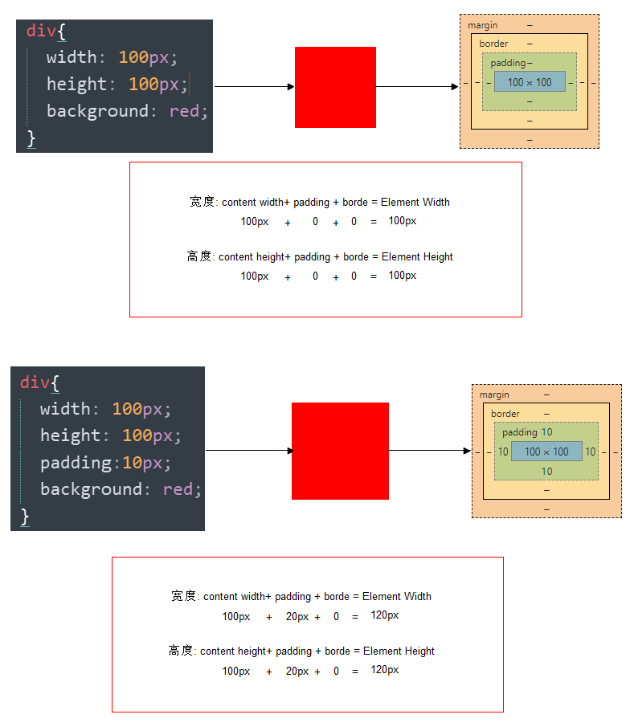 div{
width: 100px;
height: 100px;
background: red;
}
margin –
border –
padding –
– – – 100 × 100 – – –
–
–
–
宽度: content width+ padding + borde = Element Width
100px + 0 + 0 = 100px
高度: content height+ padding + borde = Element Height
100px + 0 + 0 = 100px
div{
width: 100px;
height: 100px;
padding:10px;
background: red;
}
margin –
border –
padding 10
– – 10 100 × 100 10 – –
10
–
–
宽度: content width+ padding + borde = Element Width
100px + 20px + 0 = 120px
高度: content height+ padding + borde = Element Height
100px + 20px + 0 = 120px